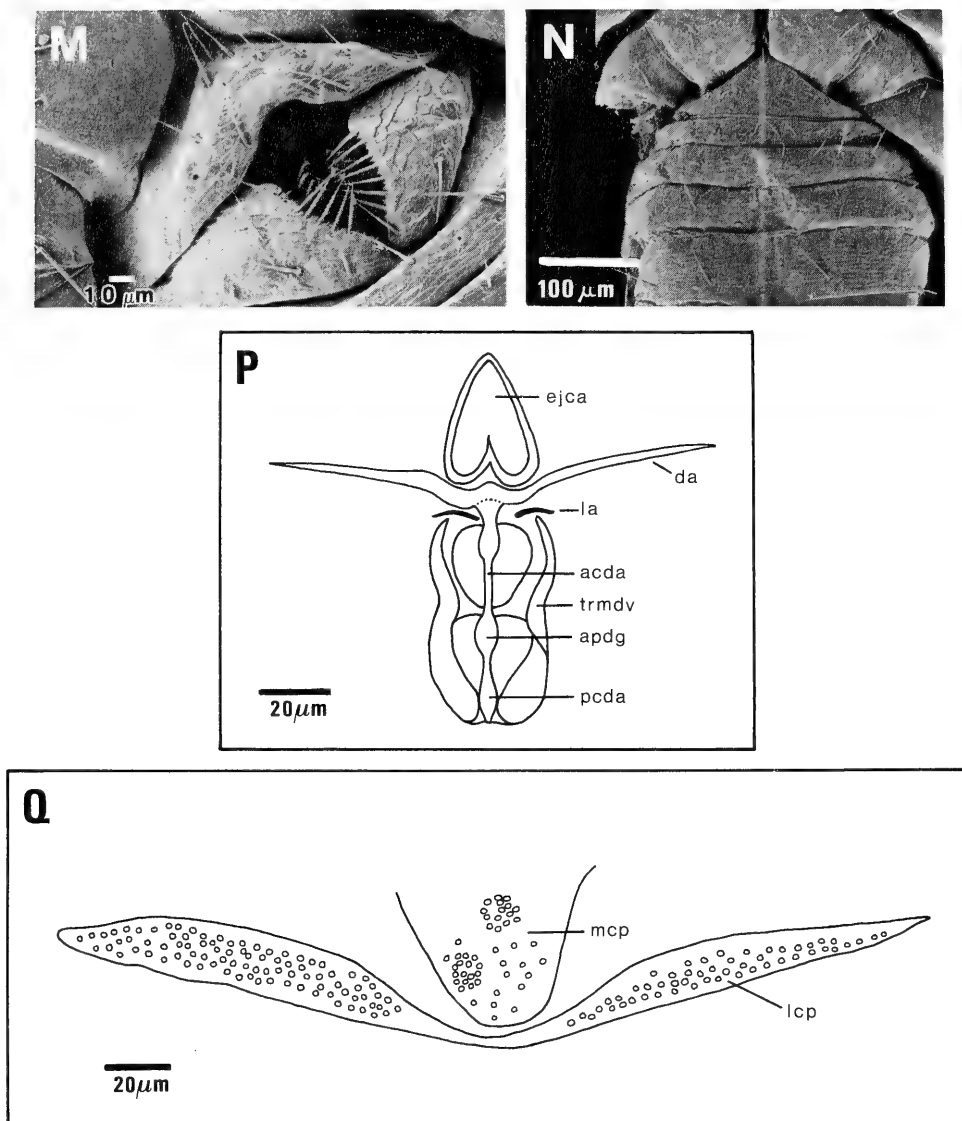 M
10 μm
N
100 μm
P
ejca
da
la
acda
trmdv
apdg
pcda
20μm
Q
mcp
lcp
20μm